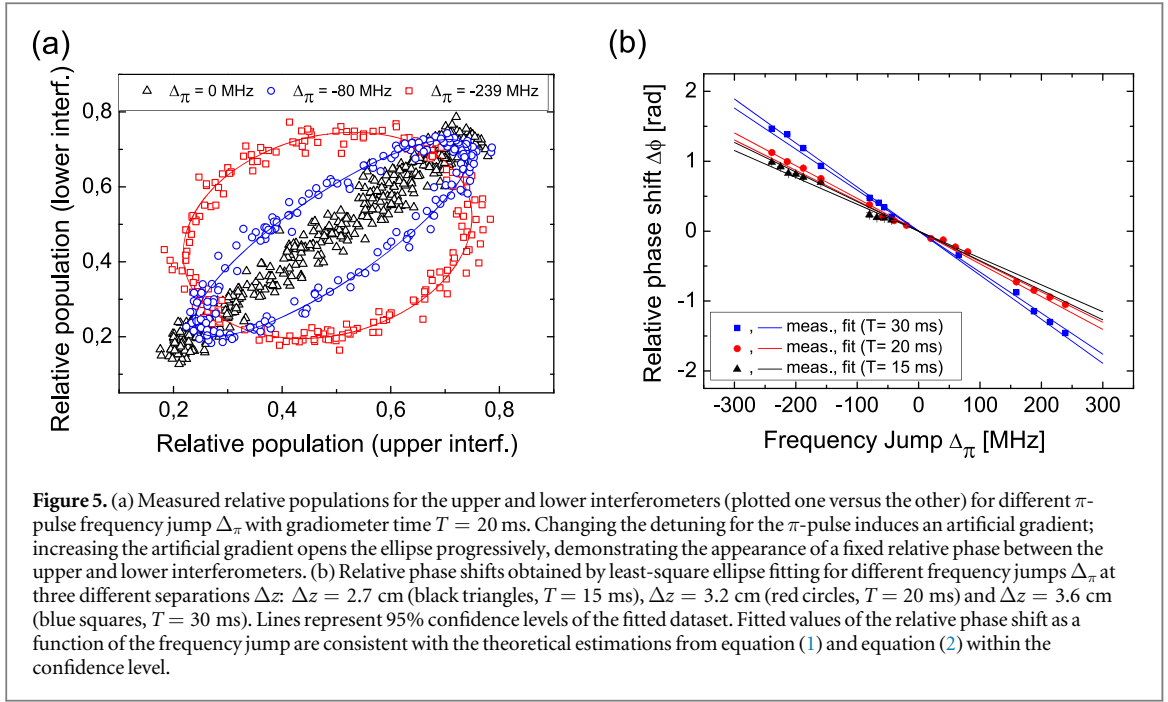 (a)
(b)
Δπ = 0 MHz Δπ = -80 MHz Δπ = -239 MHz
Relative population (lower interf.)
0,8
0,6
0,4
0,2
0,2 0,4 0,6 0,8
Relative population (upper interf.)
Relative phase shift Δϕ [rad]
2
1
0
-1
-2
, meas., fit (T= 30 ms)
, meas., fit (T= 20 ms)
, meas., fit (T= 15 ms)
-300 -200 -100 0 100 200 300
Frequency Jump Δπ [MHz]
Figure 5. (a) Measured relative populations for the upper and lower interferometers (plotted one versus the other) for different π-
pulse frequency jump Δπ with gradiometer time T = 20 ms. Changing the detuning for the π-pulse induces an artificial gradient;
increasing the artificial gradient opens the ellipse progressively, demonstrating the appearance of a fixed relative phase between the
upper and lower interferometers. (b) Relative phase shifts obtained by least-square ellipse fitting for different frequency jumps Δπ at
three different separations Δz: Δz = 2.7 cm (black triangles, T = 15 ms), Δz = 3.2 cm (red circles, T = 20 ms) and Δz = 3.6 cm
(blue squares, T = 30 ms). Lines represent 95% confidence levels of the fitted dataset. Fitted values of the relative phase shift as a
function of the frequency jump are consistent with the theoretical estimations from equation (1) and equation (2) within the
confidence level.